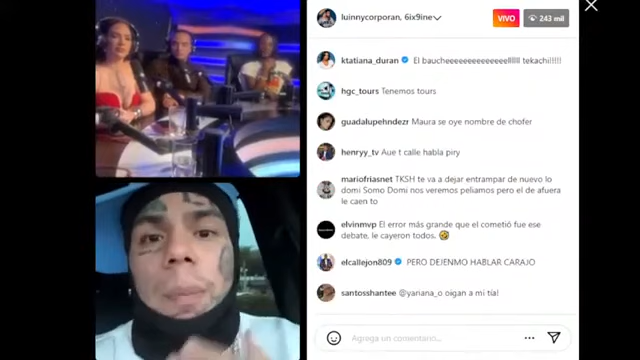 luinnycorpran, 6ix9ine
VIVO
243 mil
ktatiana_duran El baucheeeeeeeeeeeeellllll tekachi!!!!!
hgc_tours Tenemos tours
guadalupehndezr Maura se oye nombre de chofer
henryy_tv Aue t calle habla piry
mariofriasnet TKSH te va a dejar entrampar de nuevo lo
domi Somo Domi nos veremos peliamos pero el de afuera
le caen to
elvinmvp El error más grande que el cometió fue ese
debate, le cayeron todos. 🤣
elcallejon809 PERO DEJENMO HABLAR CARAJO
santosshantee @yariana_o oigan a mi tía!
Agrega un comentario...